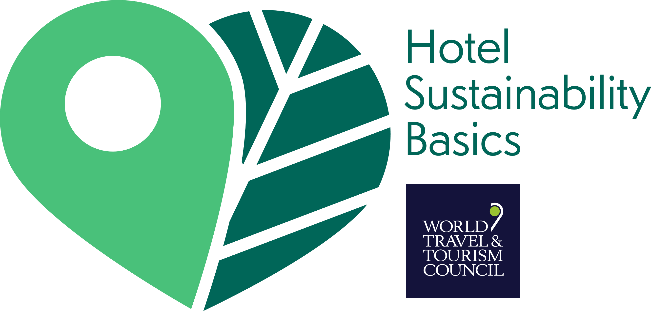 Hotel
Sustainability
Basics
WORLD
TRAVEL &
TOURISM
COUNCIL